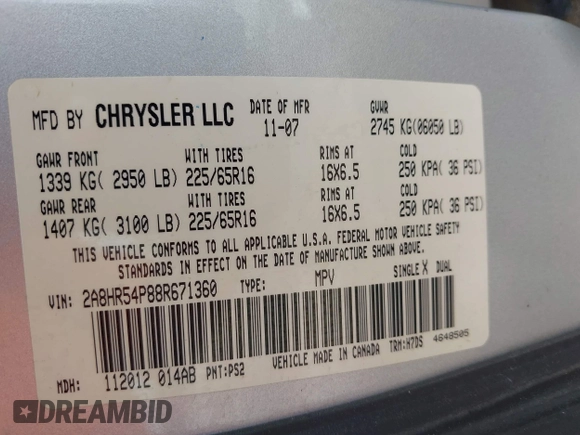 MFD BY CHRYSLER LLC DATE OF MFR 11-07 GVWR 2745 KG(06050 LB)
GAWR FRONT WITH TIRES RIMS AT COLD
1339 KG( 2950 LB) 225/65R16 16X6.5 250 KPA( 36 PSI)
GAWR REAR WITH TIRES RIMS AT COLD
1407 KG( 3100 LB) 225/65R16 16X6.5 250 KPA( 36 PSI)
THIS VEHICLE CONFORMS TO ALL APPLICABLE U.S.A. FEDERAL MOTOR VEHICLE SAFETY
STANDARDS IN EFFECT ON THE DATE OF MANUFACTURE SHOWN ABOVE.
VIN: 2A8HR54P88R671360 TYPE: MPV SINGLE X DUAL
MDH: 112012 014AB PNT:PS2 VEHICLE MADE IN CANADA TRM:H7DS 4648505
DREAMBID